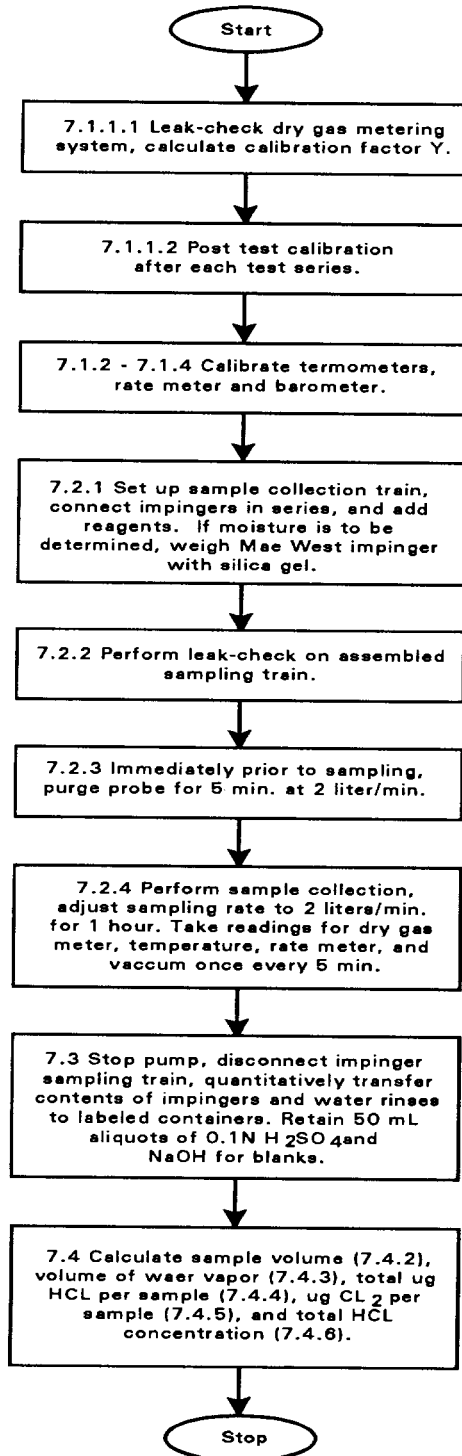 Start
7.1.1.1 Leak-check dry gas metering
system, calculate calibration factor Y.
7.1.1.2 Post test calibration
after each test series.
7.1.2 - 7.1.4 Calibrate termometers,
rate meter and barometer.
7.2.1 Set up sample collection train,
connect impingers in series, and add
reagents. If moisture is to be
determined, weigh Mae West impinger
with silica gel.
7.2.2 Perform leak-check on assembled
sampling train.
7.2.3 Immediately prior to sampling,
purge probe for 5 min. at 2 liter/min.
7.2.4 Perform sample collection,
adjust sampling rate to 2 liters/min.
for 1 hour. Take readings for dry gas
meter, temperature, rate meter, and
vaccum once every 5 min.
7.3 Stop pump, disconnect impinger
sampling train, quantitatively transfer
contents of impingers and water rinses
to labeled containers. Retain 50 mL
aliquots of 0.1N H2SO4and
NaOH for blanks.
7.4 Calculate sample volume (7.4.2),
volume of waer vapor (7.4.3), total ug
HCL per sample (7.4.4), ug CL2 per
sample (7.4.5), and total HCL
concentration (7.4.6).
Stop